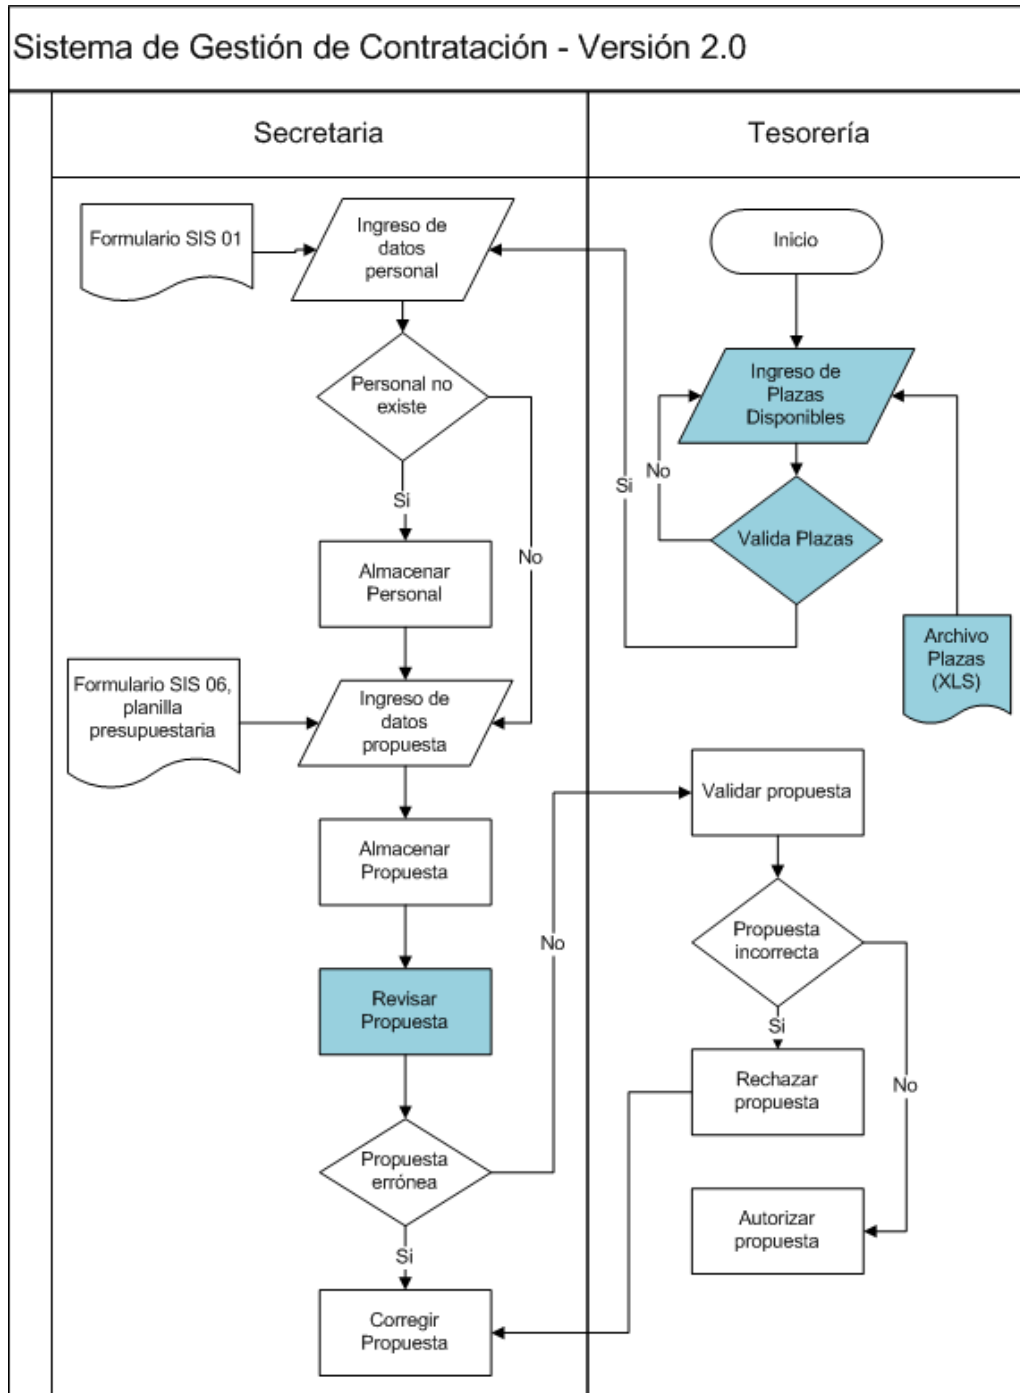 Sistema de Gestión de Contratación - Versión 2.0
Secretaria
Tesorería
Formulario SIS 01
Ingreso de
datos
personal
Inicio
Personal no
existe
Ingreso de
Plazas
Disponibles
Si
No
Si
No
Valida Plazas
Almacenar
Personal
Archivo
Plazas
(XLS)
Formulario SIS 06,
planilla
presupuestaria
Ingreso de
datos
propuesta
Validar propuesta
Almacenar
Propuesta
No
Propuesta
incorrecta
Revisar
Propuesta
Si
No
Rechazar
propuesta
Propuesta
errónea
Autorizar
propuesta
Si
Corregir
Propuesta